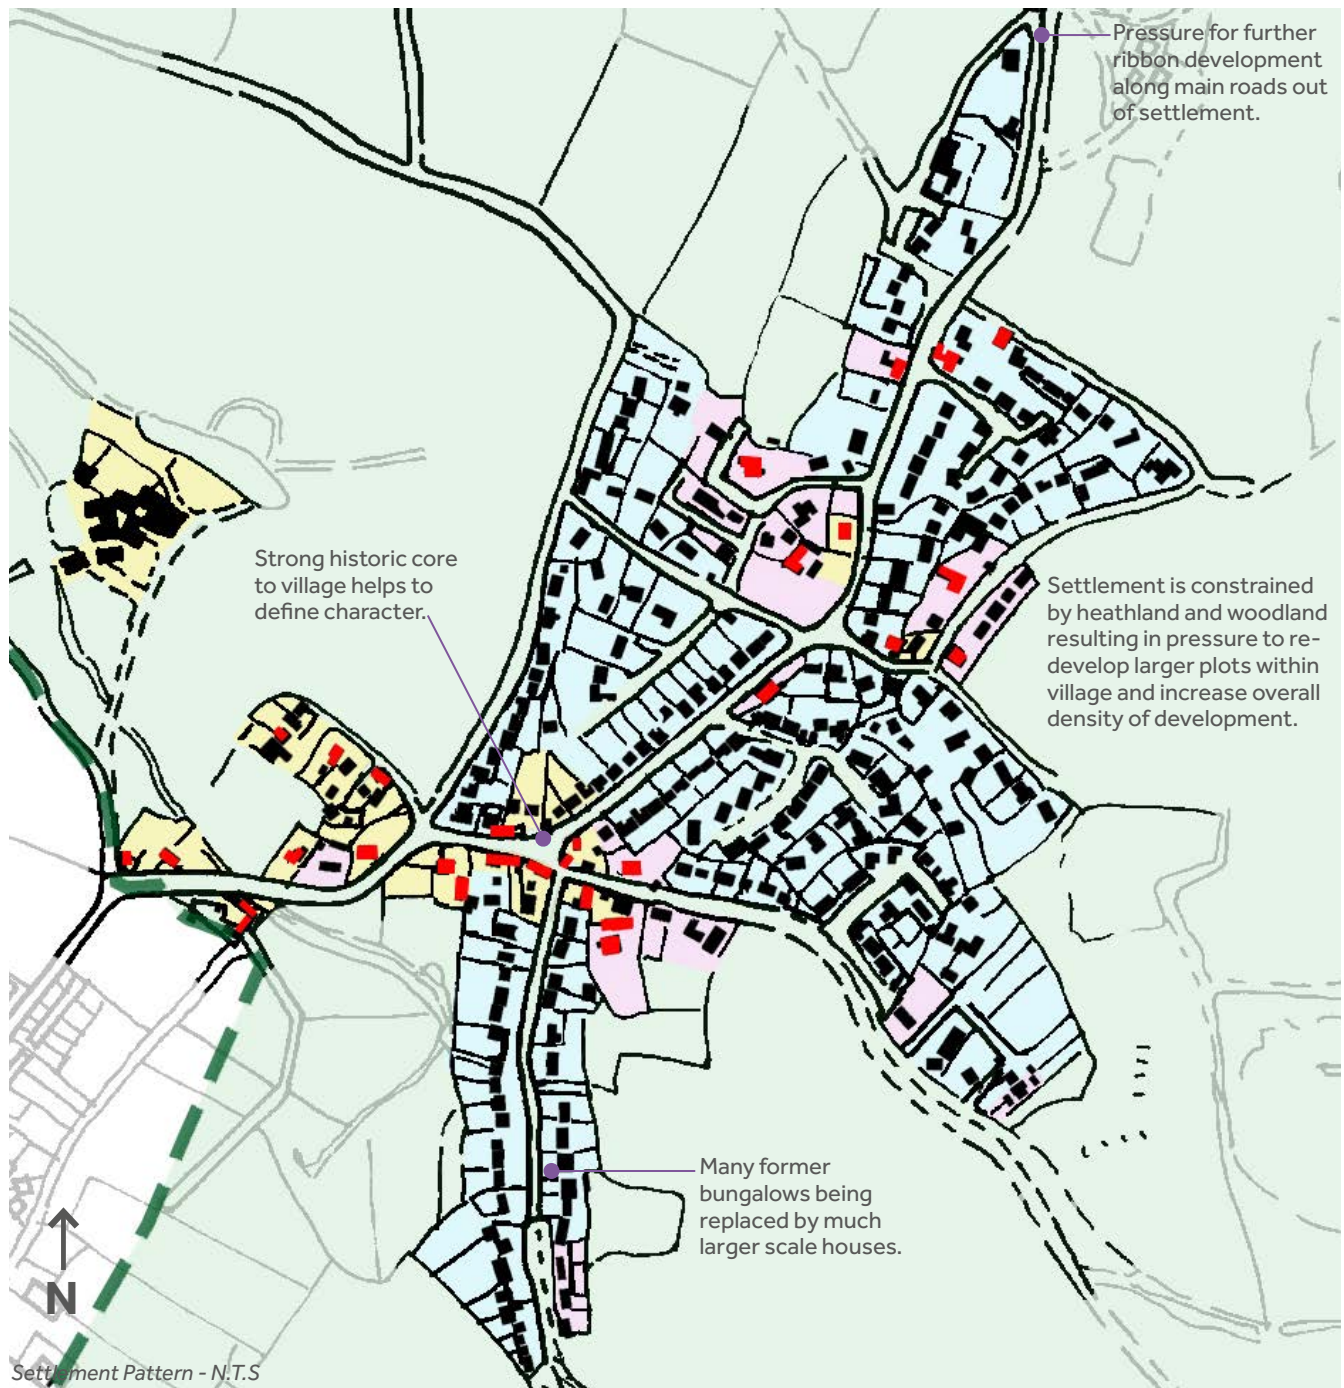 Pressure for further
ribbon development
along main roads out
of settlement.
Strong historic core
to village helps to
define character.
Settlement is constrained
by heathland and woodland
resulting in pressure to re-
develop larger plots within
village and increase overall
density of development.
Many former
bungalows being
replaced by much
larger scale houses.
N
Settlement Pattern - N.T.S